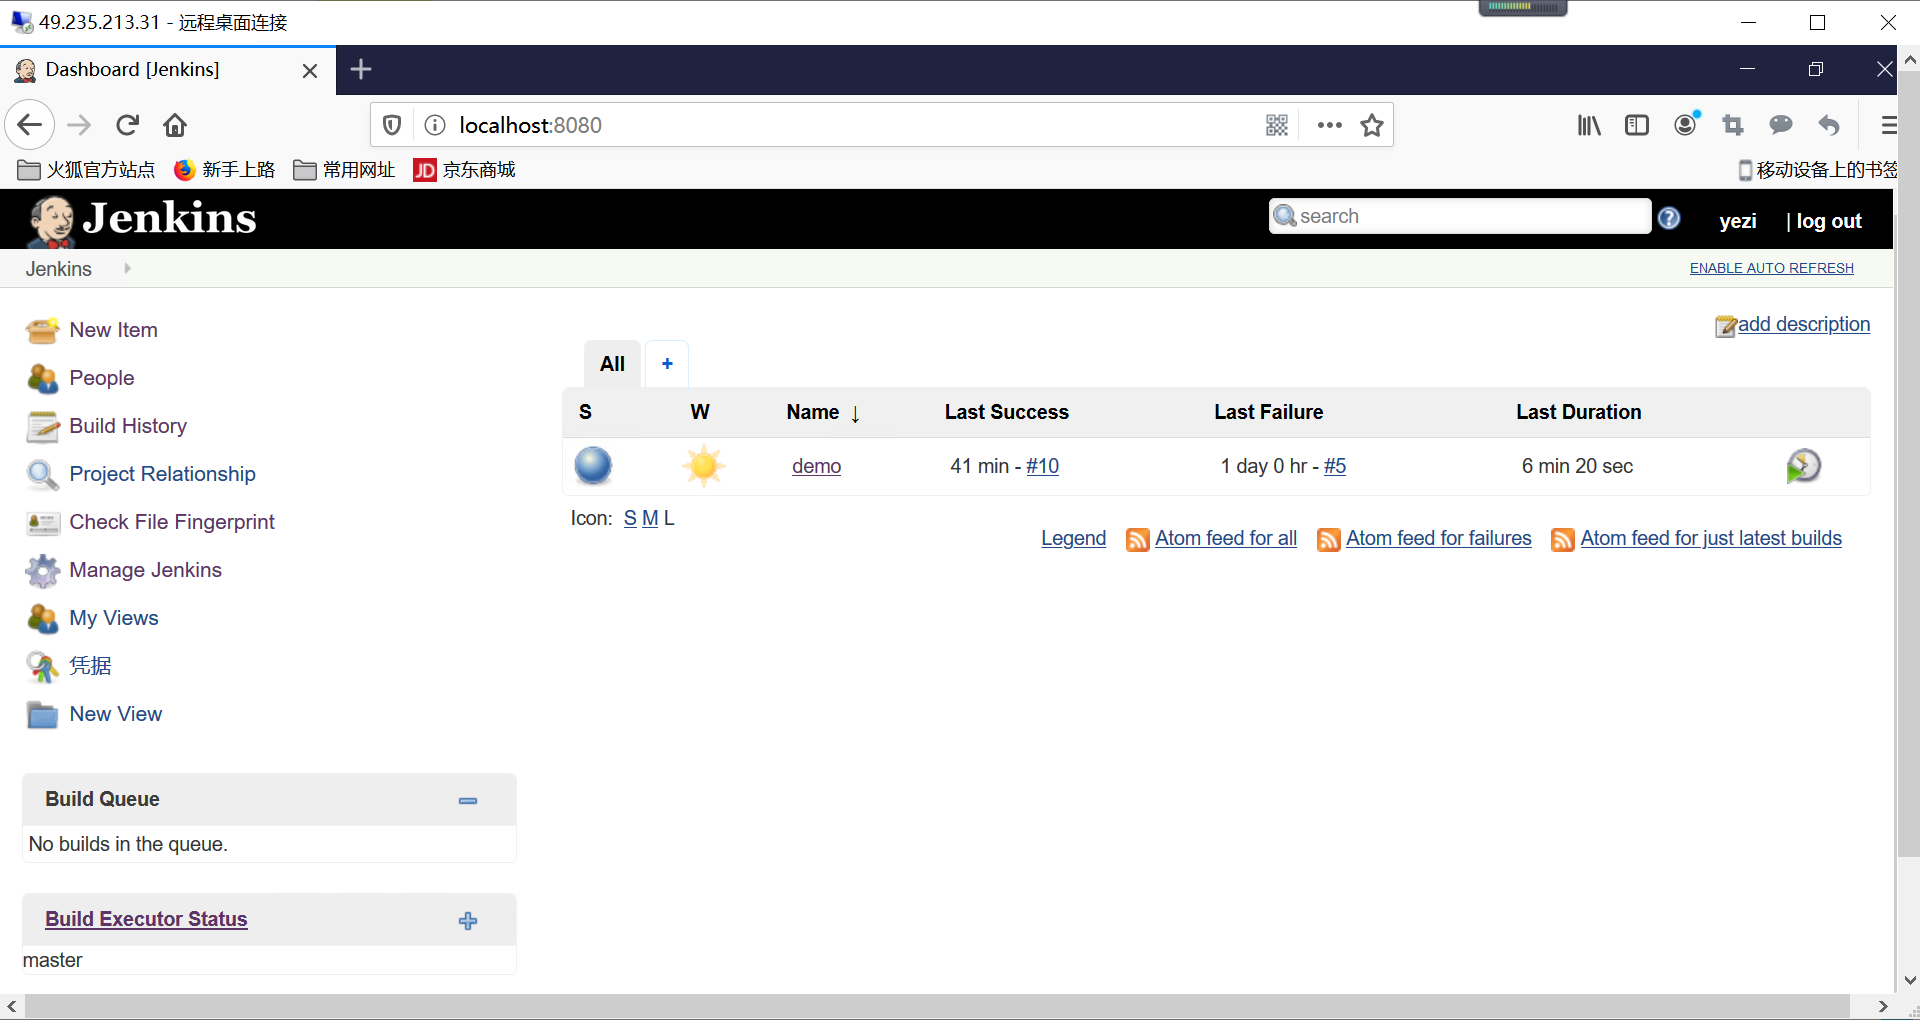 49.235.213.31 - 远程桌面连接
Dashboard [Jenkins]
localhost:8080
火狐官方站点 新手上路 常用网址 JD 京东商城 移动设备上的书签
Jenkins search yezi | log out
Jenkins ENABLE AUTO REFRESH
New Item
People
Build History
Project Relationship
Check File Fingerprint
Manage Jenkins
My Views
凭据
New View
Build Queue
No builds in the queue.
Build Executor Status
master
add description
All +
S W Name ↓ Last Success Last Failure Last Duration
demo 41 min - #10 1 day 0 hr - #5 6 min 20 sec
Icon: S M L
Legend Atom feed for all Atom feed for failures Atom feed for just latest builds